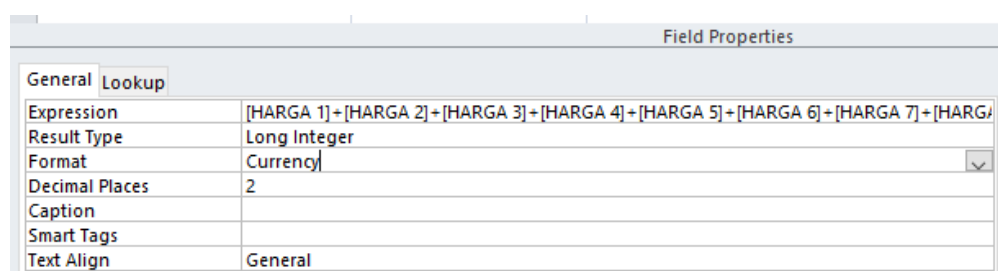 Field Properties
General Lookup
Expression [HARGA 1]+[HARGA 2]+[HARGA 3]+[HARGA 4]+[HARGA 5]+[HARGA 6]+[HARGA 7]+[HARGA
Result Type Long Integer
Format Currency
Decimal Places 2
Caption
Smart Tags
Text Align General